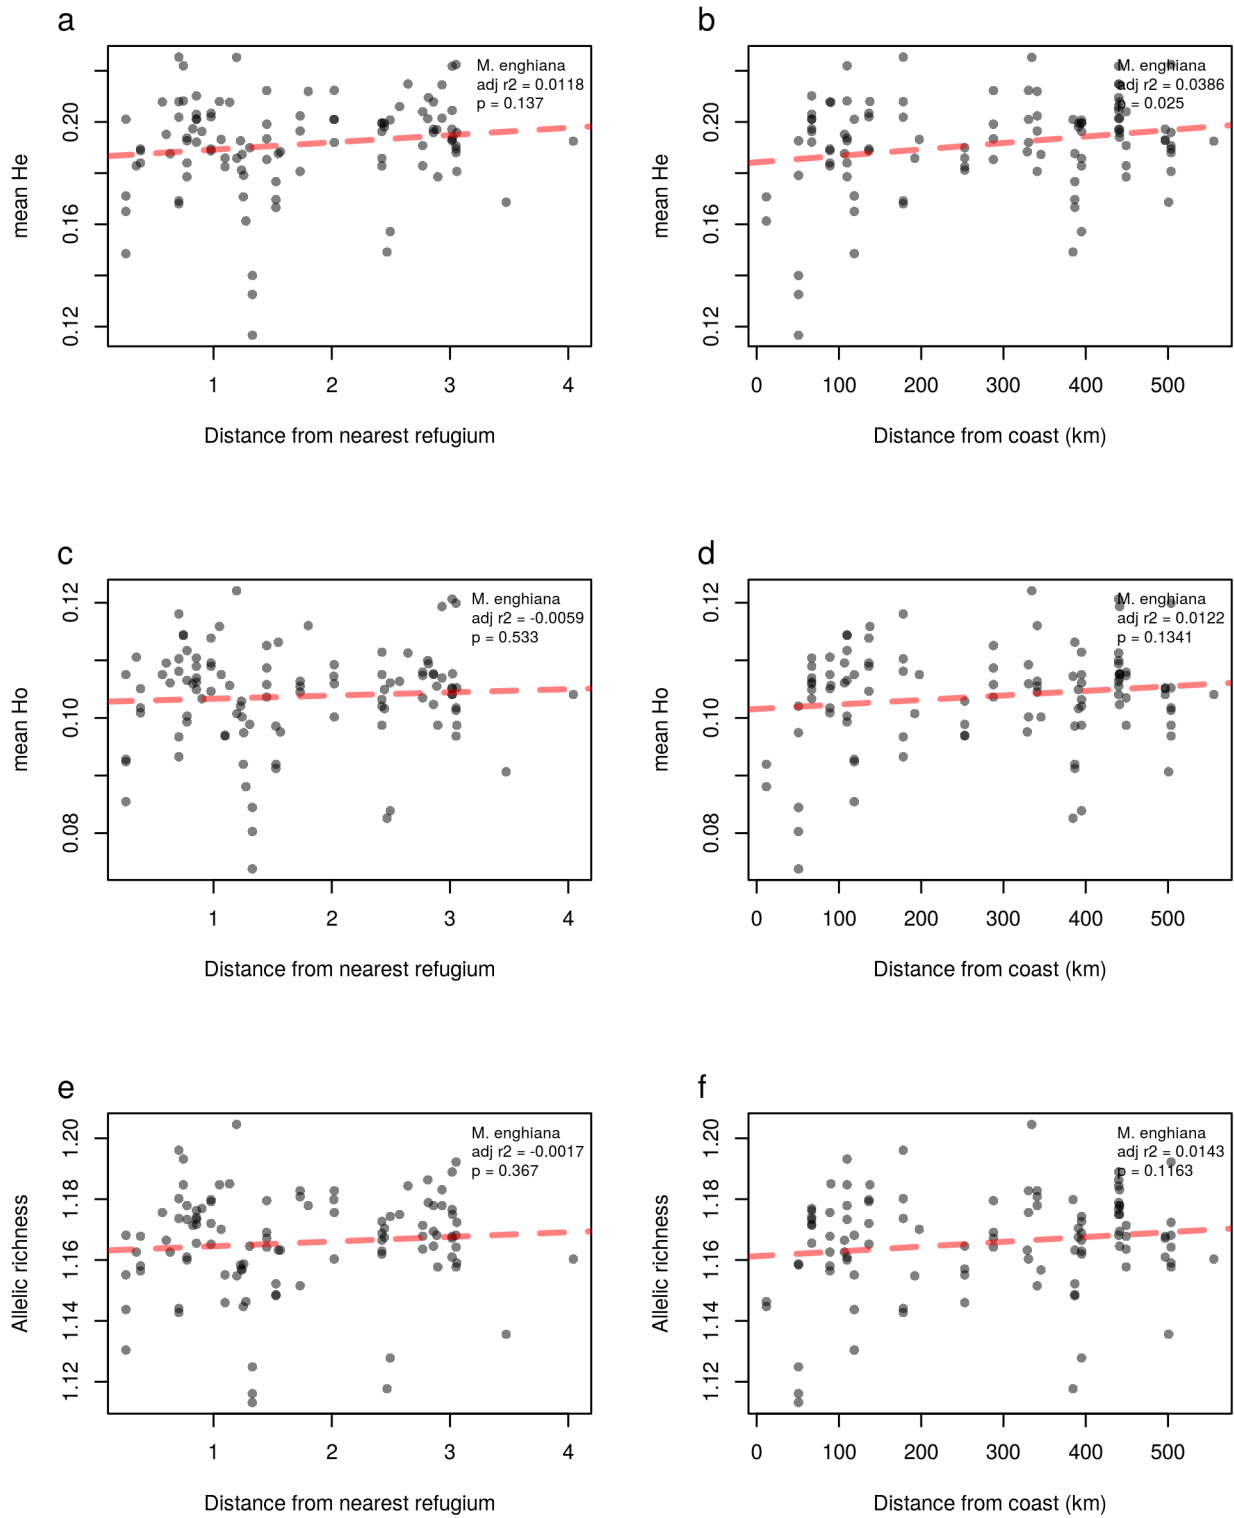 a
M. enghiana
adj r2 = 0.0118
p = 0.137
mean He
0.20
0.16
0.12
1 2 3 4
Distance from nearest refugium
b
M. enghiana
adj r2 = 0.0386
p = 0.025
mean He
0.20
0.16
0.12
0 100 200 300 400 500
Distance from coast (km)
c
M. enghiana
adj r2 = -0.0059
p = 0.533
mean Ho
0.12
0.10
0.08
1 2 3 4
Distance from nearest refugium
d
M. enghiana
adj r2 = 0.0122
p = 0.1341
mean Ho
0.12
0.10
0.08
0 100 200 300 400 500
Distance from coast (km)
e
M. enghiana
adj r2 = -0.0017
p = 0.367
Allelic richness
1.20
1.18
1.16
1.14
1.12
1 2 3 4
Distance from nearest refugium
f
M. enghiana
adj r2 = 0.0143
p = 0.1163
Allelic richness
1.20
1.18
1.16
1.14
1.12
0 100 200 300 400 500
Distance from coast (km)